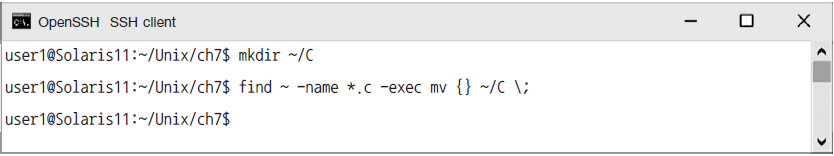 OpenSSH SSH client
user1@Solaris11:~/Unix/ch7$ mkdir ~/C
user1@Solaris11:~/Unix/ch7$ find ~ -name *.c -exec mv {} ~/C \;
user1@Solaris11:~/Unix/ch7$